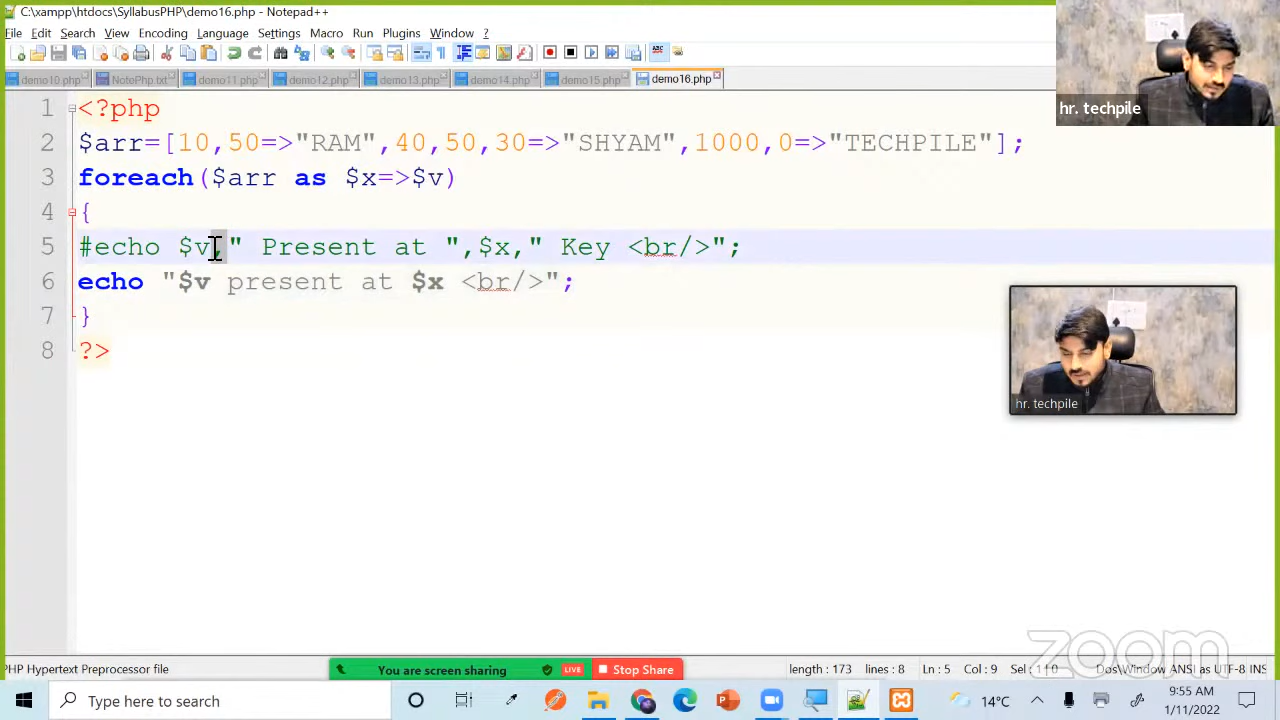 C:\xampp\htdocs\SyllabusPHP\demo16.php - Notepad++
File Edit Search View Encoding Language Settings Macro Run Plugins Window ?
demo10.php NotePhp.txt demo11.php demo12.php demo13.php demo14.php demo15.php demo16.php
hr. techpile
1 <?php
2 $arr=[10,50=>"RAM",40,50,30=>"SHYAM",1000,0=>"TECHPILE"];
3 foreach($arr as $x=>$v)
4 {
5 #echo $v," Present at ",$x," Key <br/>";
6 echo "$v present at $x <br/>";
7 }
8 ?>
hr. techpile
zoom
PHP Hypertext Preprocessor file length: 173 lines: 8 Ln: 5 Sel 1|0 ANSI as UTF-8 INS
You are screen sharing LIVE Stop Share
Type here to search 14°C 9:55 AM
1/11/2022